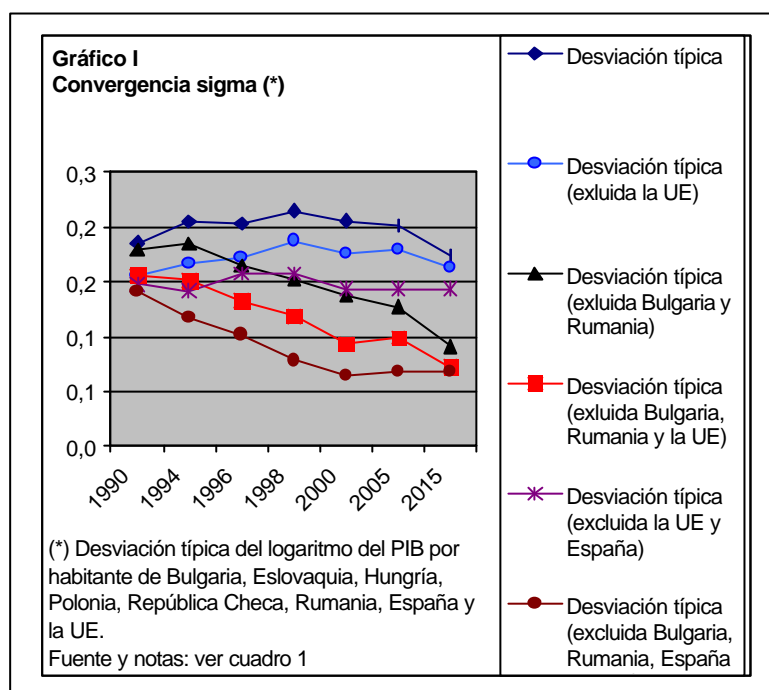 Gráfico I
Convergencia sigma (*)
0,3
0,2
0,2
0,1
0,1
0,0
1990
1994
1996
1998
2000
2005
2015
(*) Desviación típica del logaritmo del PIB por
habitante de Bulgaria, Eslovaquia, Hungría,
Polonia, República Checa, Rumania, España y
la UE.
Fuente y notas: ver cuadro 1
Desviación típica
Desviación típica
(exluida la UE)
Desviación típica
(exluida Bulgaria y
Rumania)
Desviación típica
(exluida Bulgaria,
Rumania y la UE)
Desviación típica
(excluida la UE y
España)
Desviación típica
(excluida Bulgaria,
Rumania, España